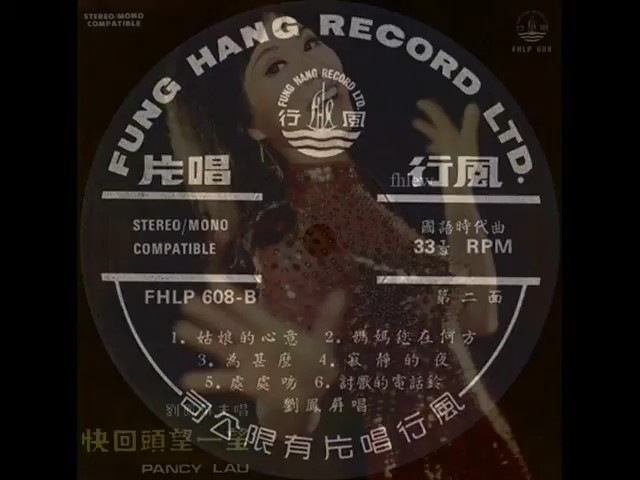 STEREO/MONO
COMPATIBLE
FHLP 608
FUNG HANG RECORD LTD.
FUNG HANG RECORD LTD.
行風
片唱 行風
fhlew
STEREO/MONO
COMPATIBLE
國語時代曲
33⅓ RPM
FHLP 608-B
第二面
1. 姑娘的心意 2. 媽媽您在何方
3. 為甚麼 4. 寂靜的夜
5. 處處吻 6. 討厭的電話鈴
劉鳳屏唱
司公限有片唱行風
快回頭望一望
PANCY LAU